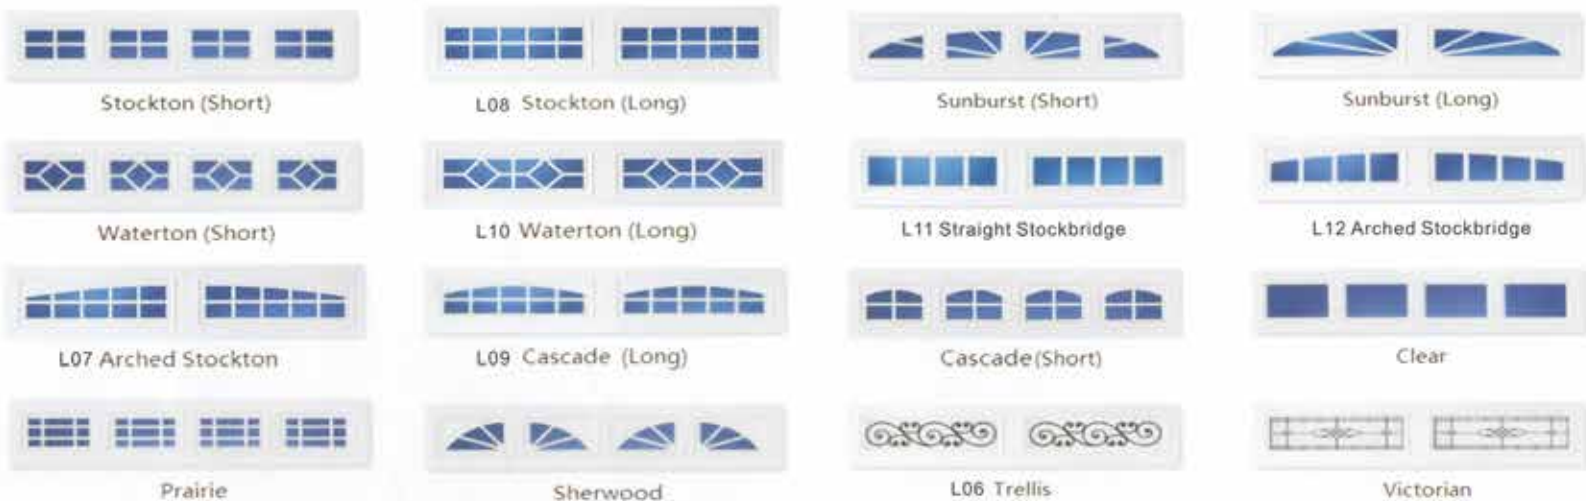 Stockton (Short)
L08 Stockton (Long)
Sunburst (Short)
Sunburst (Long)
Waterton (Short)
L10 Waterton (Long)
L11 Straight Stockbridge
L12 Arched Stockbridge
L07 Arched Stockton
L09 Cascade (Long)
Cascade(Short)
Clear
Prairie
Sherwood
L06 Trellis
Victorian